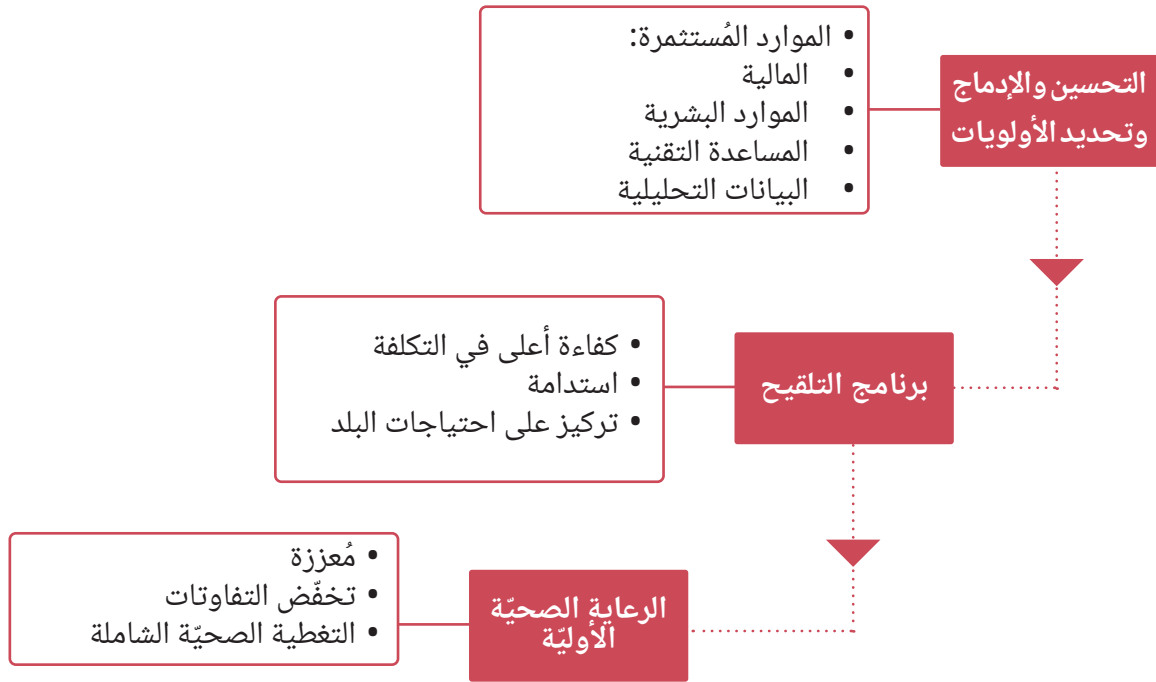 التحسين والإدماج
وتحديد الأولويات
• الموارد المُستثمرة:
• المالية
• الموارد البشرية
• المساعدة التقنية
• البيانات التحليلية
برنامج التلقيح
• كفاءة أعلى في التكلفة
• استدامة
• تركيز على احتياجات البلد
الرعاية الصحيّة
الأوليّة
• مُعززة
• تخفّض التفاوتات
• التغطية الصحيّة الشاملة